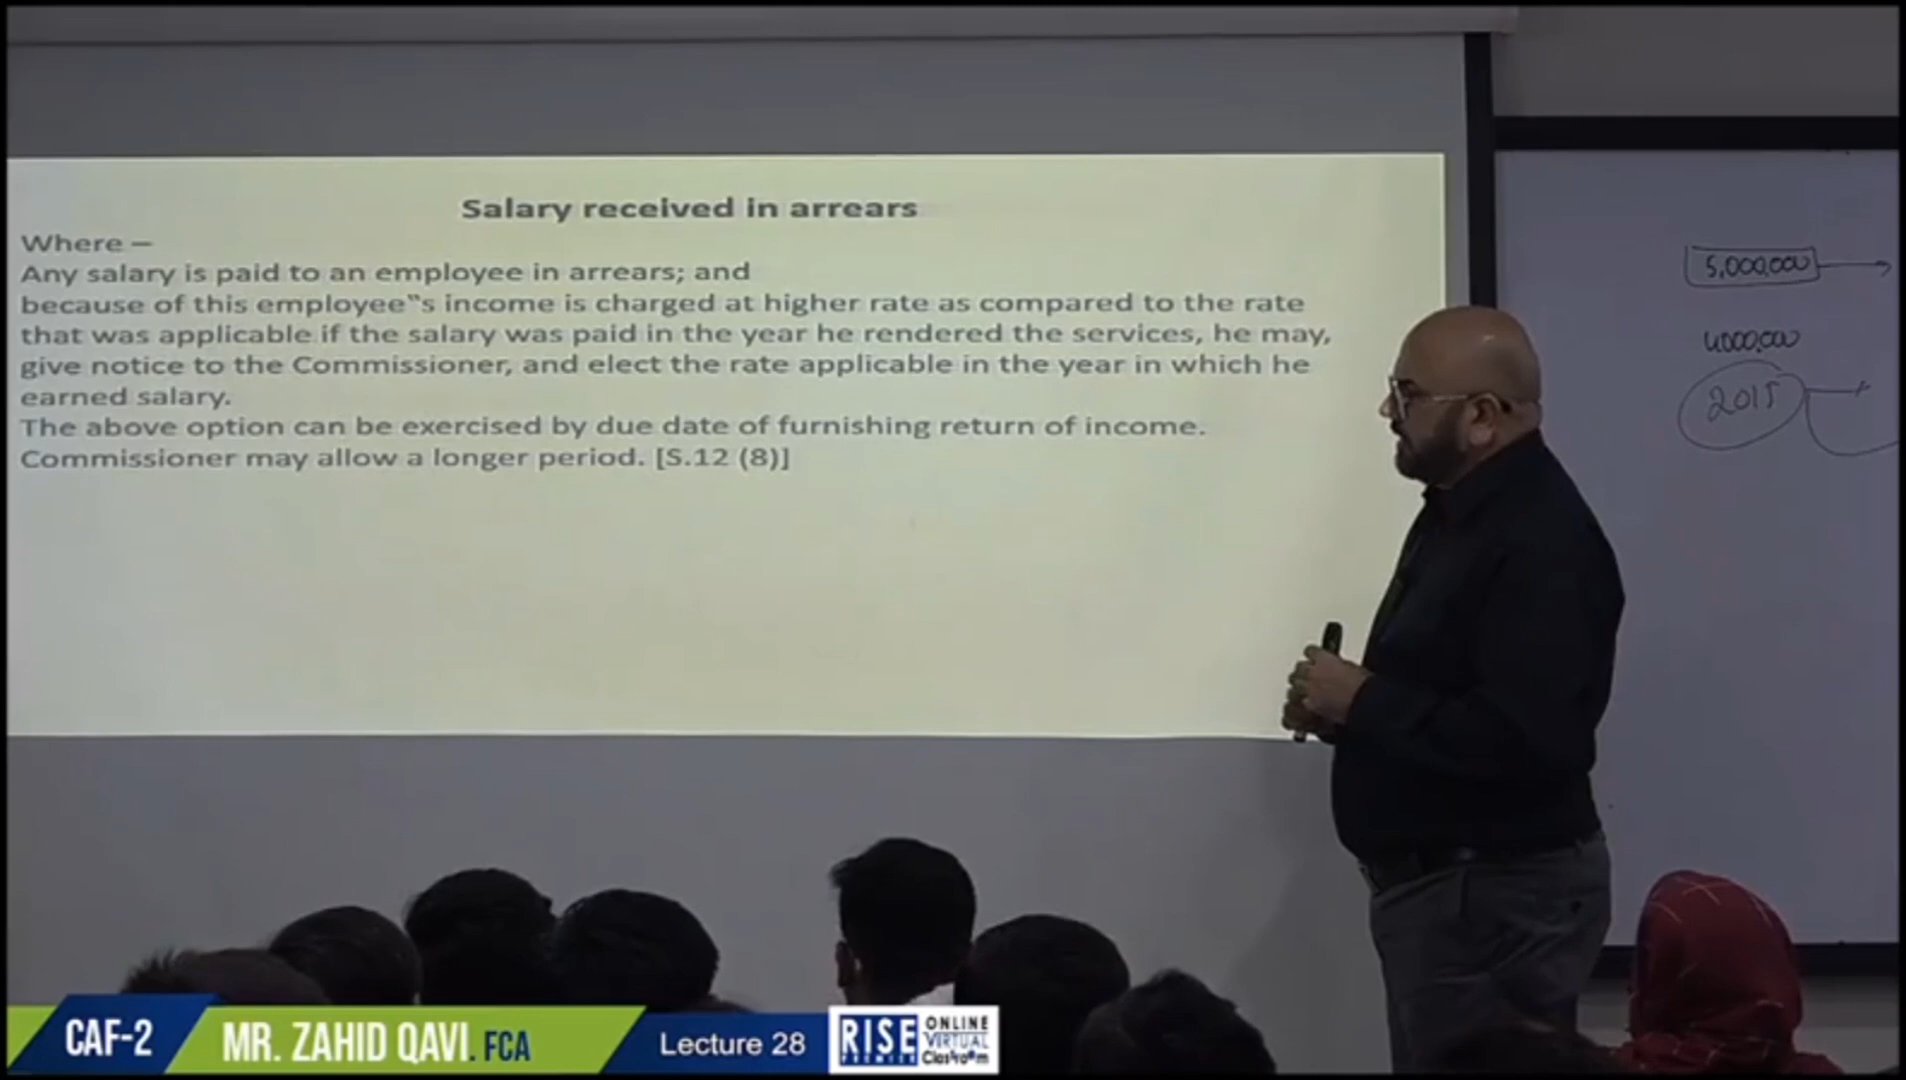 Salary received in arrears
Where –
Any salary is paid to an employee in arrears; and
because of this employee‟s income is charged at higher rate as compared to the rate
that was applicable if the salary was paid in the year he rendered the services, he may,
give notice to the Commissioner, and elect the rate applicable in the year in which he
earned salary.
The above option can be exercised by due date of furnishing return of income.
Commissioner may allow a longer period. [S.12 (8)]
5,000,000
4,000,000
2015
CAF-2
MR. ZAHID QAVI. FCA
Lecture 28
RISE
PREMIER
ONLINE
VIRTUAL
Classroom